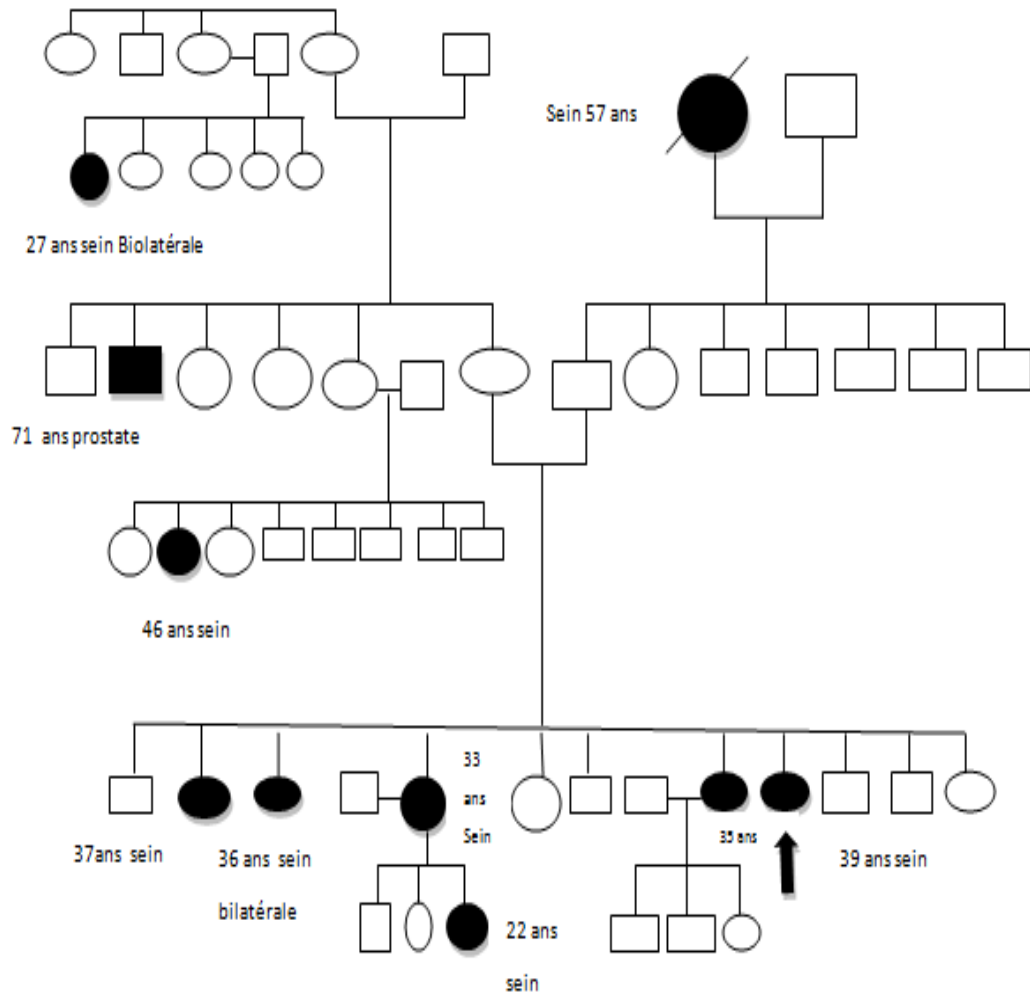 Sein 57 ans
27 ans sein Biolatérale
71 ans prostate
46 ans sein
33
ans
Sein
37ans sein
36 ans sein
bilatérale
35 ans
39 ans sein
22 ans
sein